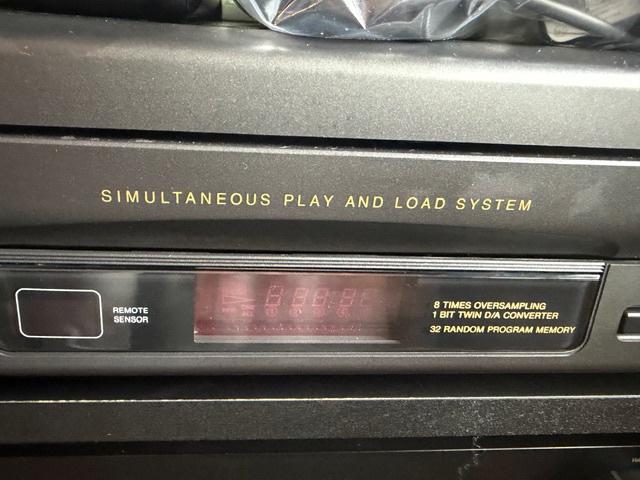 SIMULTANEOUS PLAY AND LOAD SYSTEM
REMOTE
SENSOR
8 TIMES OVERSAMPLING
1 BIT TWIN D/A CONVERTER
32 RANDOM PROGRAM MEMORY